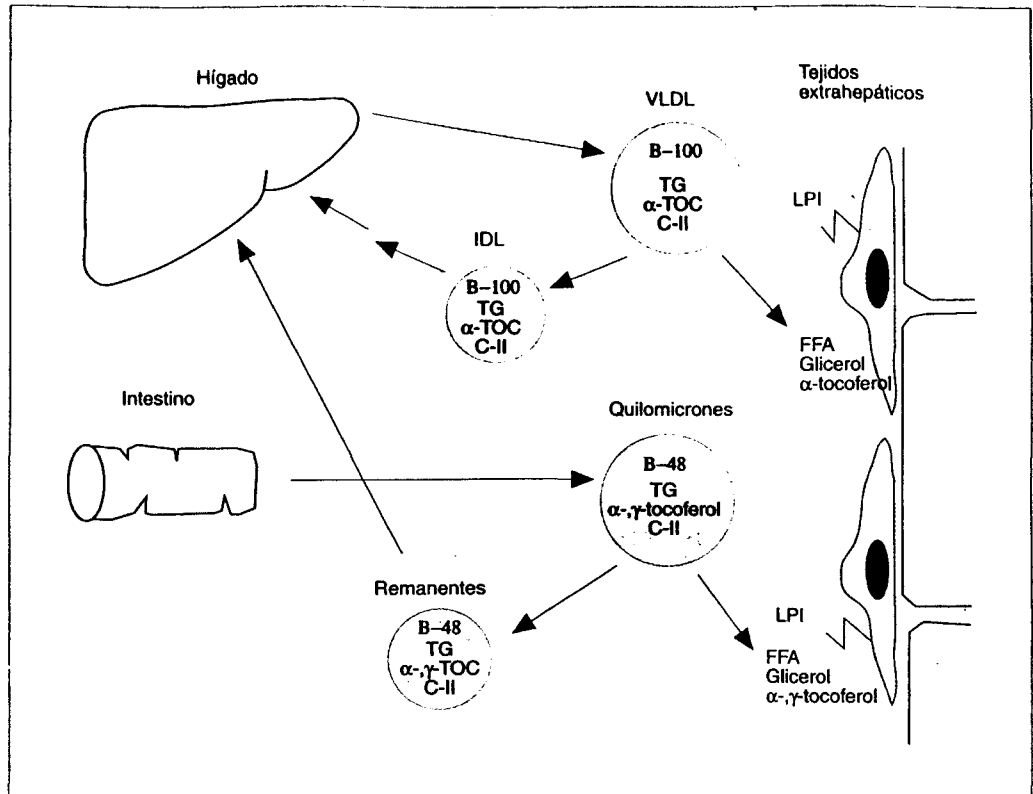 Hígado
VLDL
Tejidos
extrahepáticos
B-100
TG
α-TOC
C-II
LPI
IDL
B-100
TG
α-TOC
C-II
FFA
Glicerol
α-tocoferol
Intestino
Quilomicrones
B-48
TG
α-,γ-tocoferol
C-II
Remanentes
B-48
TG
α-,γ-TOC
C-II
LPI
FFA
Glicerol
α-,γ-tocoferol